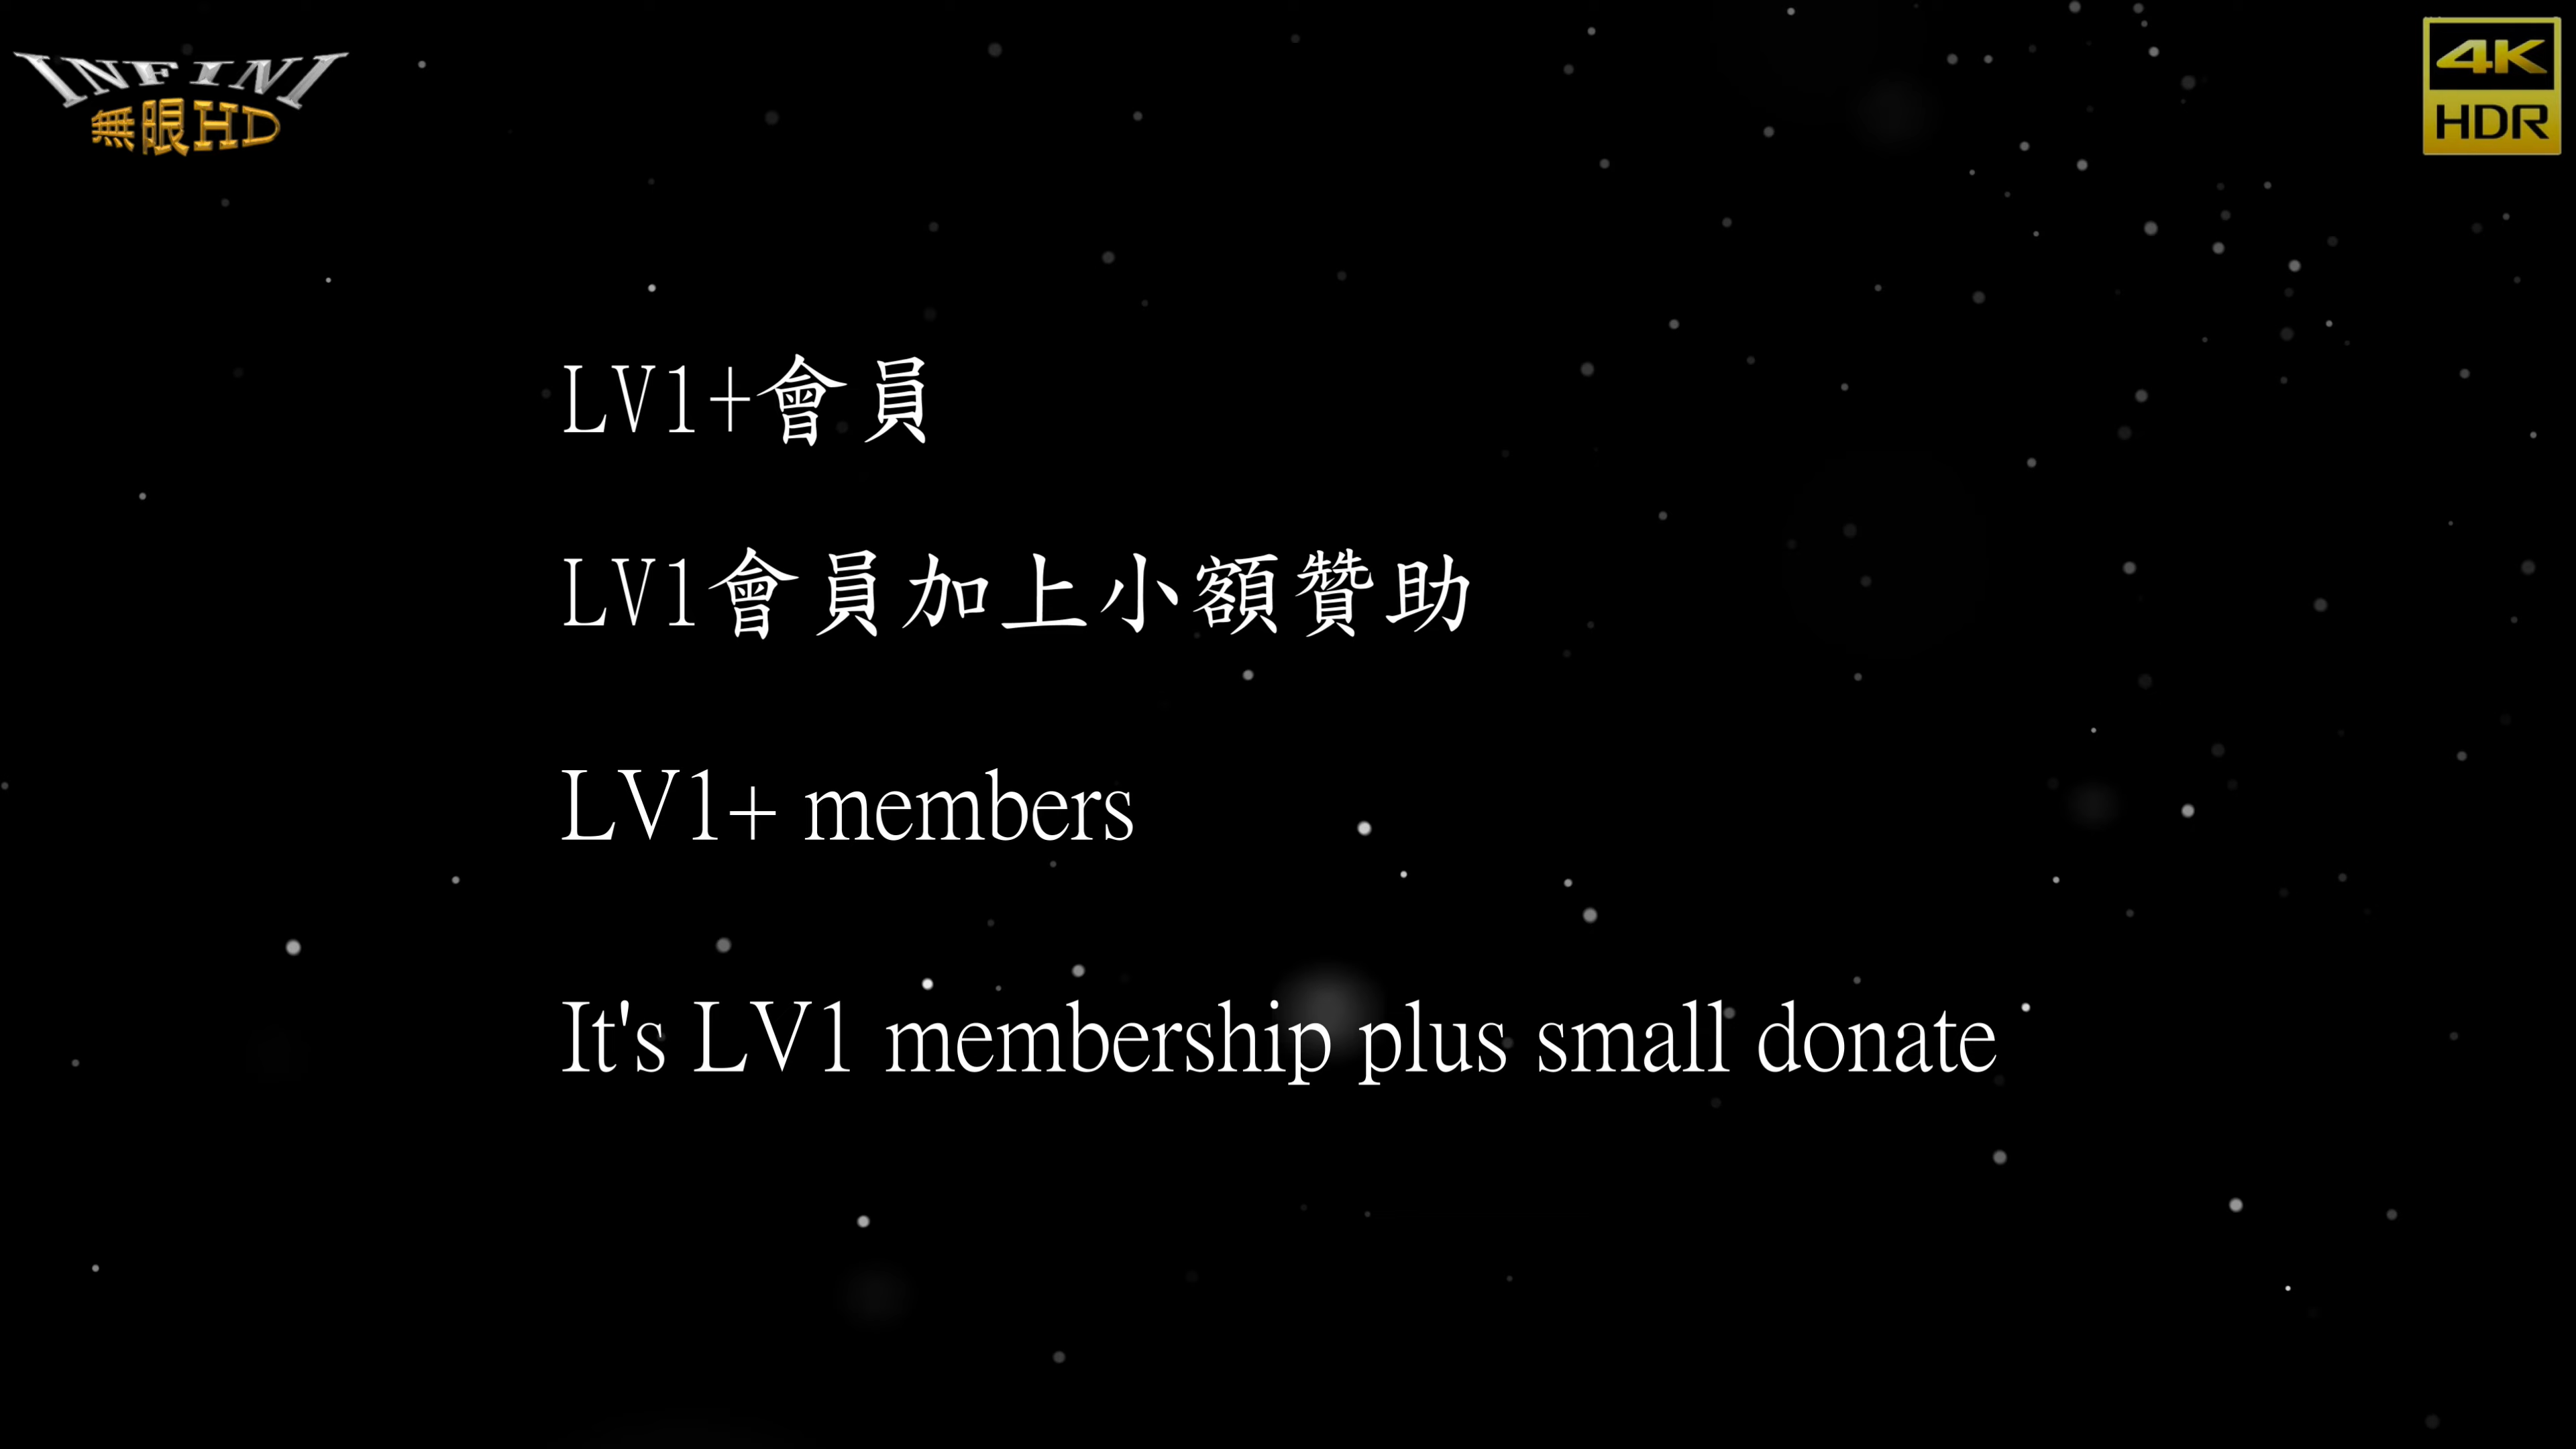 INFINI
無限HD
4K
HDR
LV1+會員
LV1會員加上小額贊助
LV1+ members
It's LV1 membership plus small donate